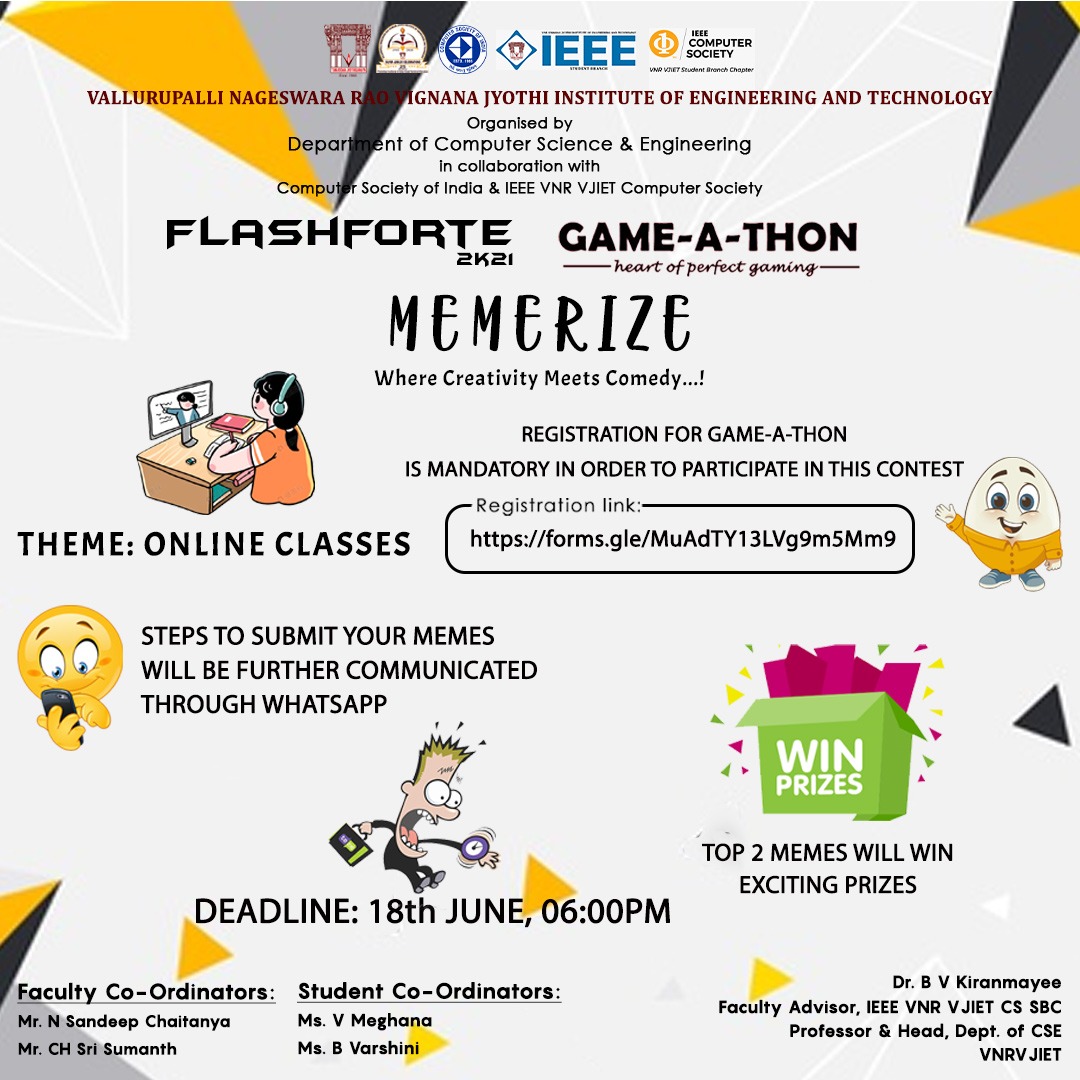 IEEE
STUDENT BRANCH
IEEE
COMPUTER
SOCIETY
VNR VJIET Student Branch Chapter
VALLURUPALLI NAGESWARA RAO VIGNANA JYOTHI INSTITUTE OF ENGINEERING AND TECHNOLOGY
Organised by
Department of Computer Science & Engineering
in collaboration with
Computer Society of India & IEEE VNR VJIET Computer Society
FLASHFORTE
2K21
GAME-A-THON
heart of perfect gaming
MEMERIZE
Where Creativity Meets Comedy...!
REGISTRATION FOR GAME-A-THON
IS MANDATORY IN ORDER TO PARTICIPATE IN THIS CONTEST
Registration link:
https://forms.gle/MuAdTY13LVg9m5Mm9
THEME: ONLINE CLASSES
STEPS TO SUBMIT YOUR MEMES
WILL BE FURTHER COMMUNICATED
THROUGH WHATSAPP
WIN
PRIZES
TOP 2 MEMES WILL WIN
EXCITING PRIZES
DEADLINE: 18th JUNE, 06:00PM
Faculty Co-Ordinators:
Mr. N Sandeep Chaitanya
Mr. CH Sri Sumanth
Student Co-Ordinators:
Ms. V Meghana
Ms. B Varshini
Dr. B V Kiranmayee
Faculty Advisor, IEEE VNR VJIET CS SBC
Professor & Head, Dept. of CSE
VNRVJIET